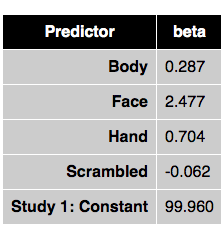 Predictor beta
Body 0.287
Face 2.477
Hand 0.704
Scrambled -0.062
Study 1: Constant 99.960